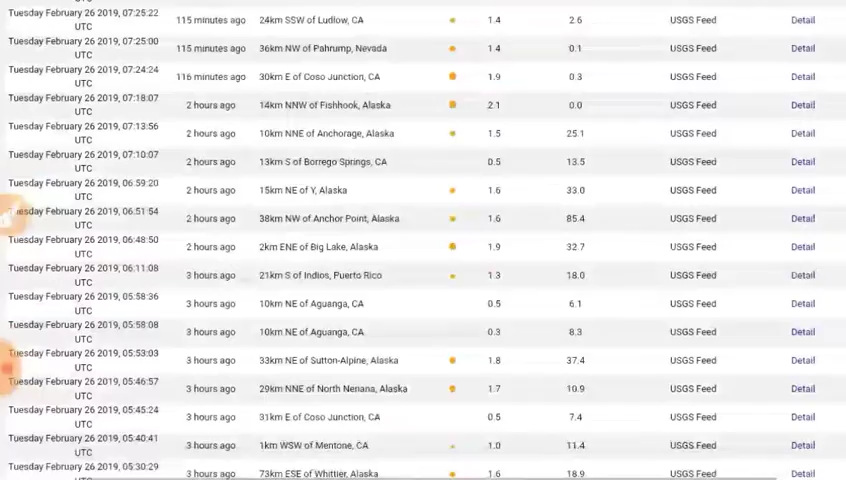 Tuesday February 26 2019, 07:25:22 UTC 115 minutes ago 24km SSW of Ludlow, CA 1.4 2.6 USGS Feed Detail
Tuesday February 26 2019, 07:25:00 UTC 115 minutes ago 36km NW of Pahrump, Nevada 1.4 0.1 USGS Feed Detail
Tuesday February 26 2019, 07:24:24 UTC 116 minutes ago 30km E of Coso Junction, CA 1.9 0.3 USGS Feed Detail
Tuesday February 26 2019, 07:18:07 UTC 2 hours ago 14km NNW of Fishhook, Alaska 2.1 0.0 USGS Feed Detail
Tuesday February 26 2019, 07:13:56 UTC 2 hours ago 10km NNE of Anchorage, Alaska 1.5 25.1 USGS Feed Detail
Tuesday February 26 2019, 07:10:07 UTC 2 hours ago 13km S of Borrego Springs, CA 0.5 13.5 USGS Feed Detail
Tuesday February 26 2019, 06:59:20 UTC 2 hours ago 15km NE of Y, Alaska 1.6 33.0 USGS Feed Detail
Tuesday February 26 2019, 06:51:54 UTC 2 hours ago 38km NW of Anchor Point, Alaska 1.6 85.4 USGS Feed Detail
Tuesday February 26 2019, 06:48:50 UTC 2 hours ago 2km ENE of Big Lake, Alaska 1.9 32.7 USGS Feed Detail
Tuesday February 26 2019, 06:11:08 UTC 3 hours ago 21km S of Indios, Puerto Rico 1.3 18.0 USGS Feed Detail
Tuesday February 26 2019, 05:58:36 UTC 3 hours ago 10km NE of Aguanga, CA 0.5 6.1 USGS Feed Detail
Tuesday February 26 2019, 05:58:08 UTC 3 hours ago 10km NE of Aguanga, CA 0.3 8.3 USGS Feed Detail
Tuesday February 26 2019, 05:53:03 UTC 3 hours ago 33km NE of Sutton-Alpine, Alaska 1.8 37.4 USGS Feed Detail
Tuesday February 26 2019, 05:46:57 UTC 3 hours ago 29km NNE of North Nenana, Alaska 1.7 10.9 USGS Feed Detail
Tuesday February 26 2019, 05:45:24 UTC 3 hours ago 31km E of Coso Junction, CA 0.5 7.4 USGS Feed Detail
Tuesday February 26 2019, 05:40:41 UTC 3 hours ago 1km WSW of Mentone, CA 1.0 11.4 USGS Feed Detail
Tuesday February 26 2019, 05:30:29 UTC 3 hours ago 73km ESE of Whittier, Alaska 1.6 18.9 USGS Feed Detail